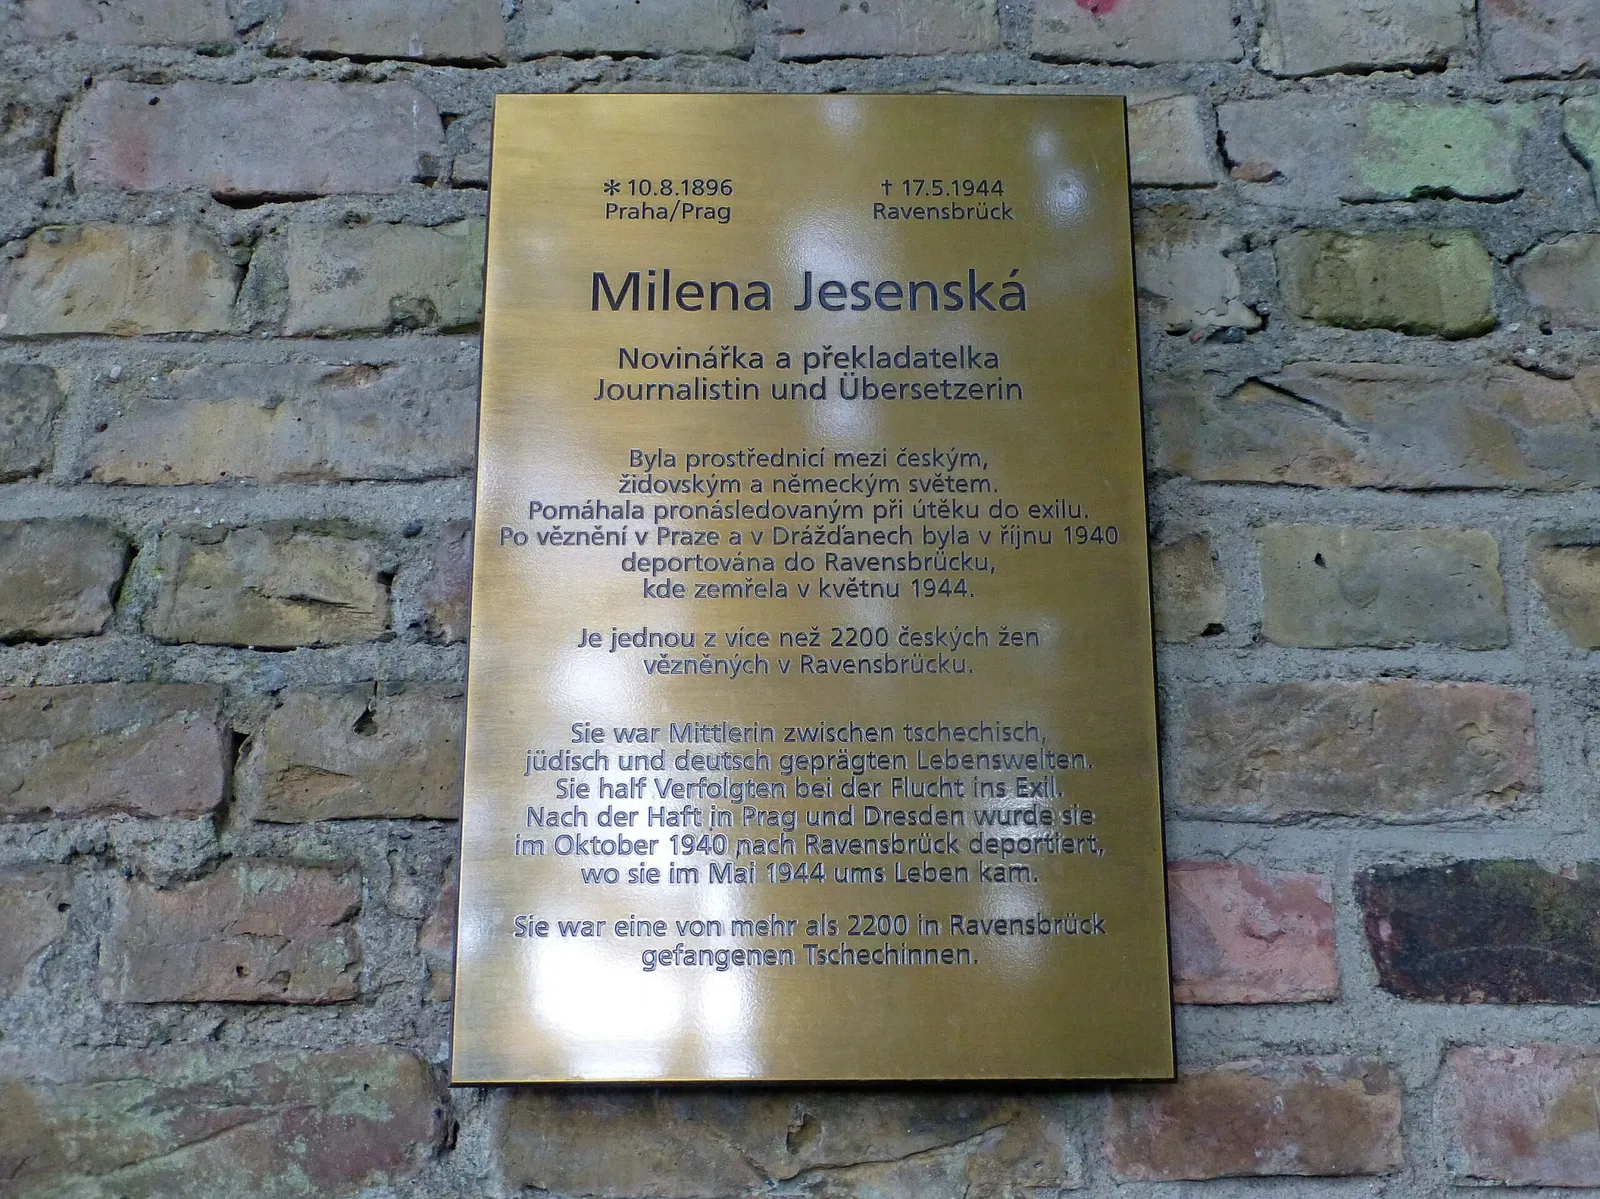 * 10.8.1896
Praha/Prag
† 17.5.1944
Ravensbrück
Milena Jesenská
Novinářka a překladatelka
Journalistin und Übersetzerin
Byla prostřednicí mezi českým,
židovským a německým světem.
Pomáhala pronásledovaným při útěku do exilu.
Po věznění v Praze a v Drážďanech byla v říjnu 1940
deportována do Ravensbrücku,
kde zemřela v květnu 1944.
Je jednou z více než 2200 českých žen
vězněných v Ravensbrücku.
Sie war Mittlerin zwischen tschechisch,
jüdisch und deutsch geprägten Lebenswelten.
Sie half Verfolgten bei der Flucht ins Exil.
Nach der Haft in Prag und Dresden wurde sie
im Oktober 1940 nach Ravensbrück deportiert,
wo sie im Mai 1944 ums Leben kam.
Sie war eine von mehr als 2200 in Ravensbrück
gefangenen Tschechinnen.